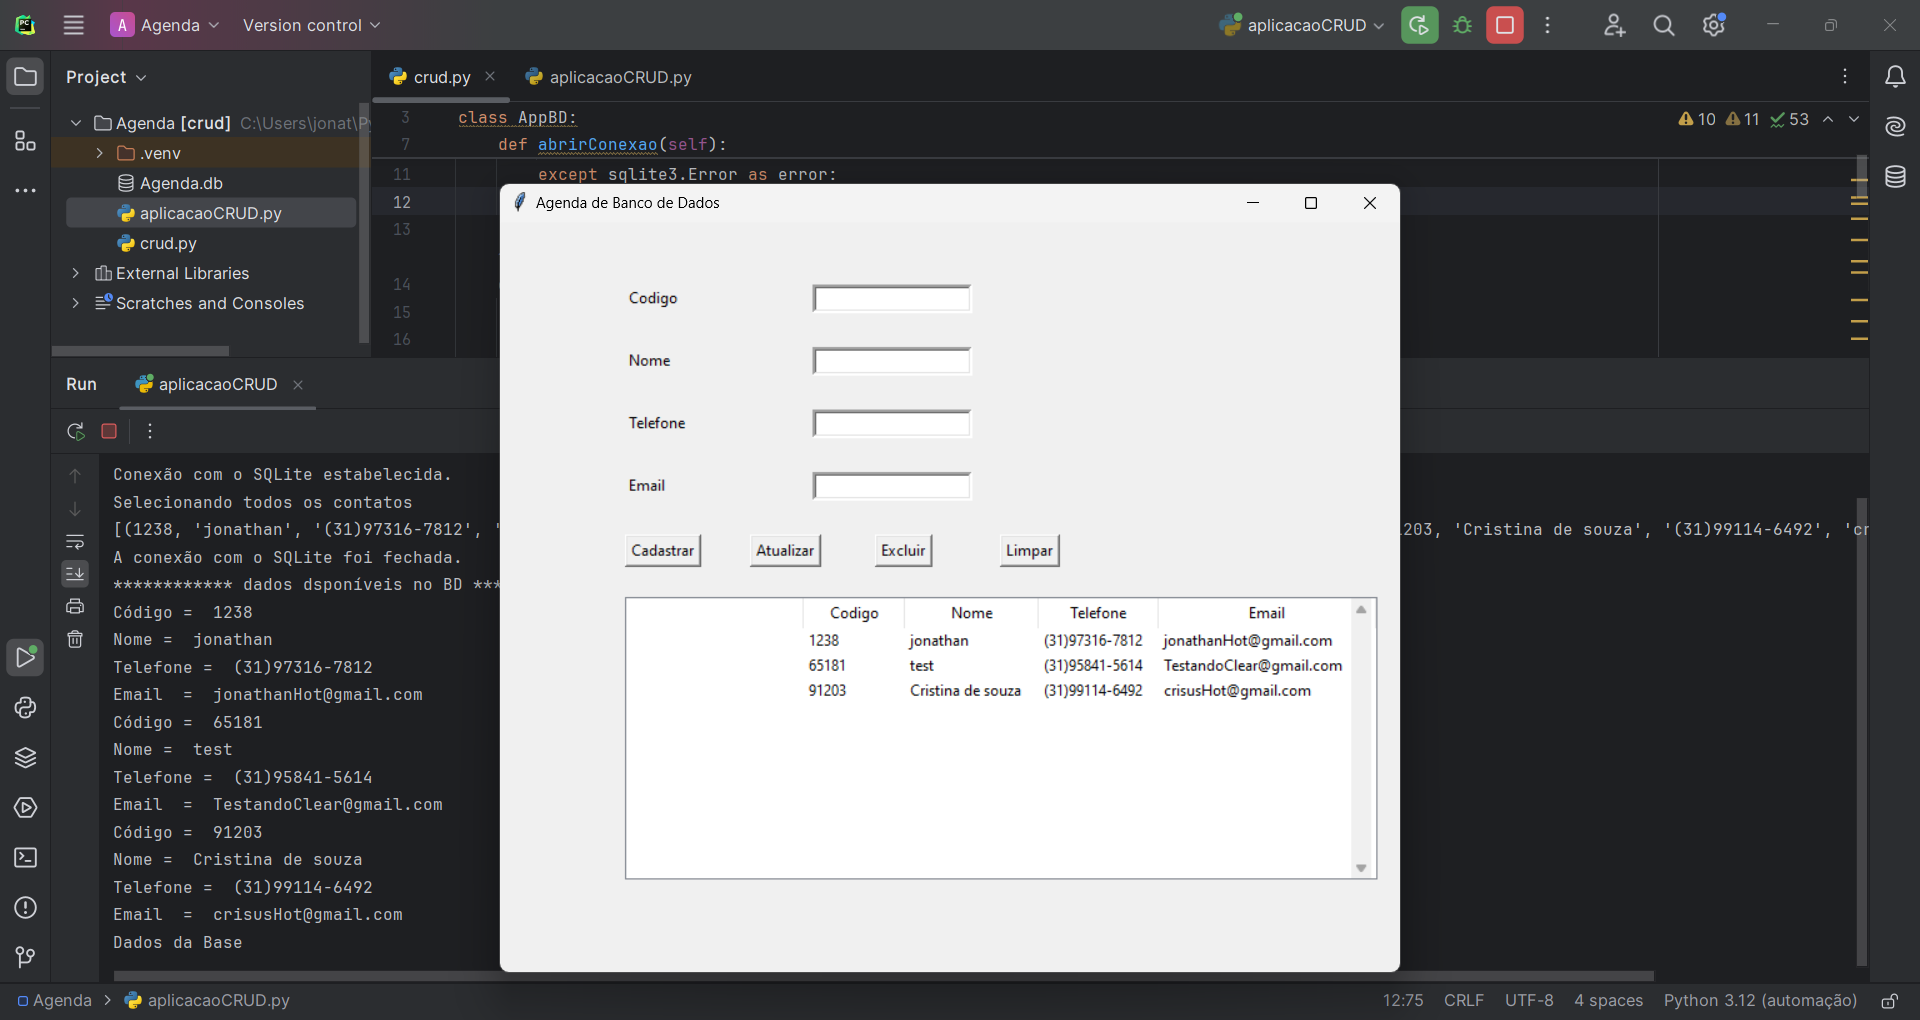 A Agenda Version control aplicacaoCRUD
Project
crud.py aplicacaoCRUD.py
Agenda [crud] C:\Users\jonat\P
.venv
Agenda.db
aplicacaoCRUD.py
crud.py
External Libraries
Scratches and Consoles
3 class AppBD:
7 def abrirConexao(self):
11 except sqlite3.Error as error:
12
13
14
15
16
10 11 53
Run aplicacaoCRUD
Conexão com o SQLite estabelecida.
Selecionando todos os contatos
[(1238, 'jonathan', '(31)97316-7812', ' 203, 'Cristina de souza', '(31)99114-6492', 'cr
A conexão com o SQLite foi fechada.
************ dados dsponíveis no BD ***
Código = 1238
Nome = jonathan
Telefone = (31)97316-7812
Email = jonathanHot@gmail.com
Código = 65181
Nome = test
Telefone = (31)95841-5614
Email = TestandoClear@gmail.com
Código = 91203
Nome = Cristina de souza
Telefone = (31)99114-6492
Email = crisusHot@gmail.com
Dados da Base
Agenda de Banco de Dados
Codigo
Nome
Telefone
Email
Cadastrar Atualizar Excluir Limpar
Codigo Nome Telefone Email
1238 jonathan (31)97316-7812 jonathanHot@gmail.com
65181 test (31)95841-5614 TestandoClear@gmail.com
91203 Cristina de souza (31)99114-6492 crisusHot@gmail.com
Agenda > aplicacaoCRUD.py 12:75 CRLF UTF-8 4 spaces Python 3.12 (automação)